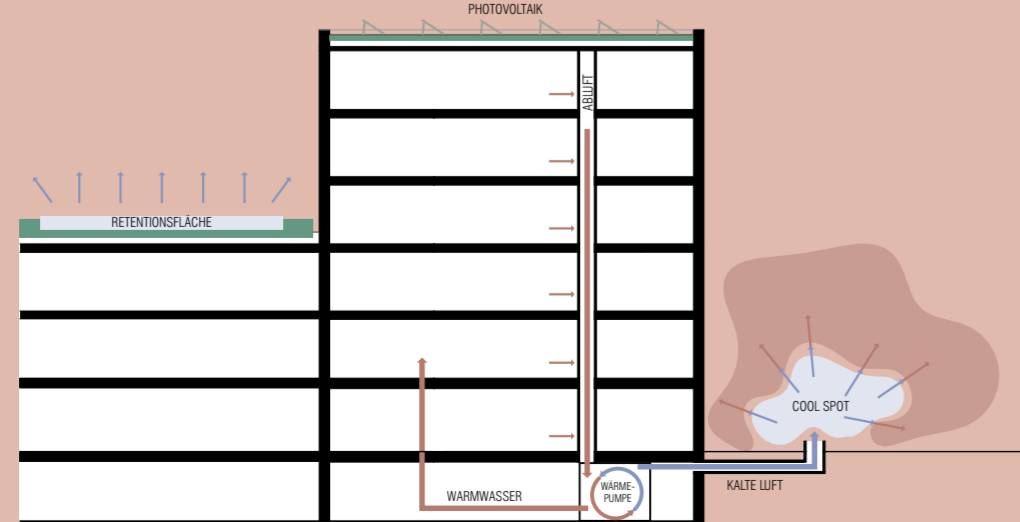 PHOTOVOLTAIK
ABLUFT
RETENTIONSFLÄCHE
COOL SPOT
WÄRME-
PUMPE
KALTE LUFT
WARMWASSER